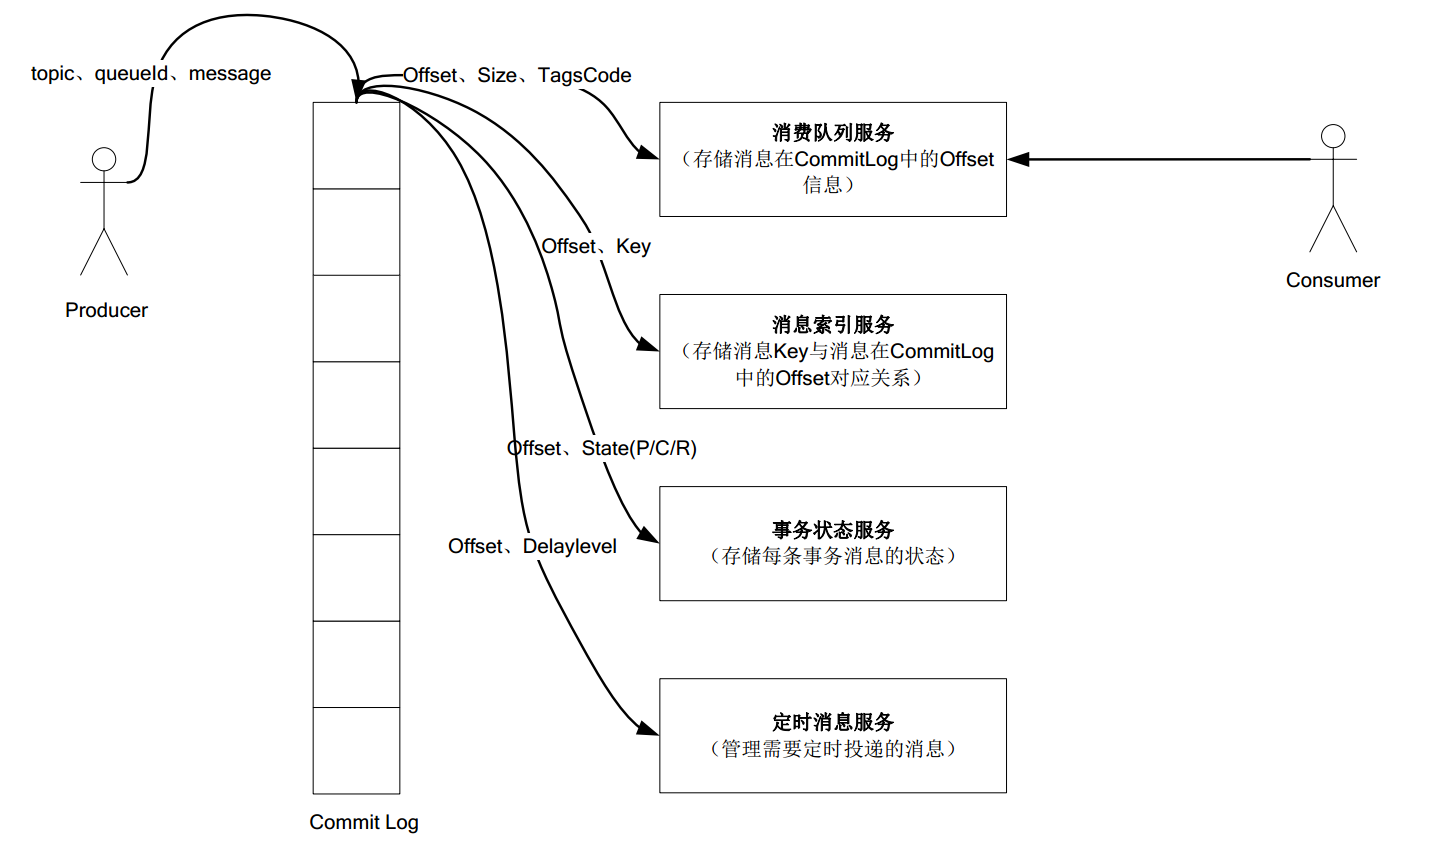 topic、queueId、message
Offset、Size、TagsCode
消费队列服务
（存储消息在CommitLog中的Offset
信息）
Producer
Consumer
Offset、Key
消息索引服务
（存储消息Key与消息在CommitLog
中的Offset对应关系）
Offset、State(P/C/R)
事务状态服务
（存储每条事务消息的状态）
Offset、Delaylevel
定时消息服务
（管理需要定时投递的消息）
Commit Log